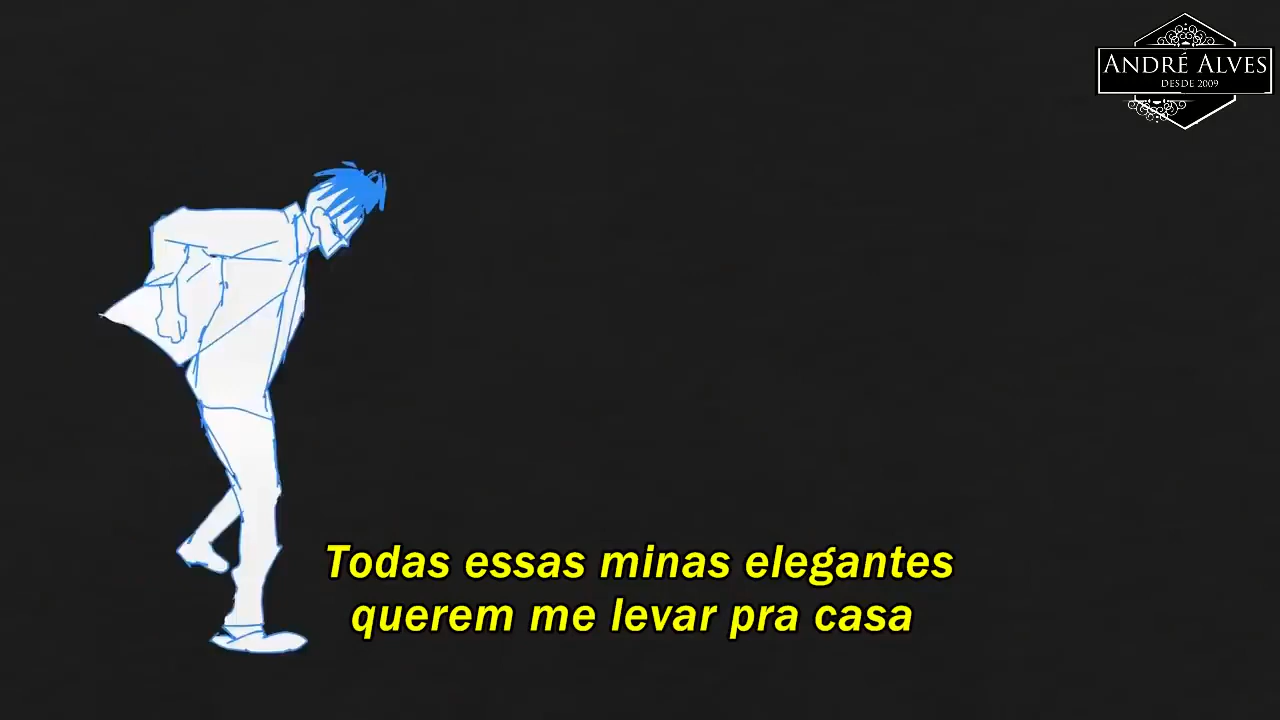 ANDRÉ ALVES
DESDE 2009
Todas essas minas elegantes
querem me levar pra casa